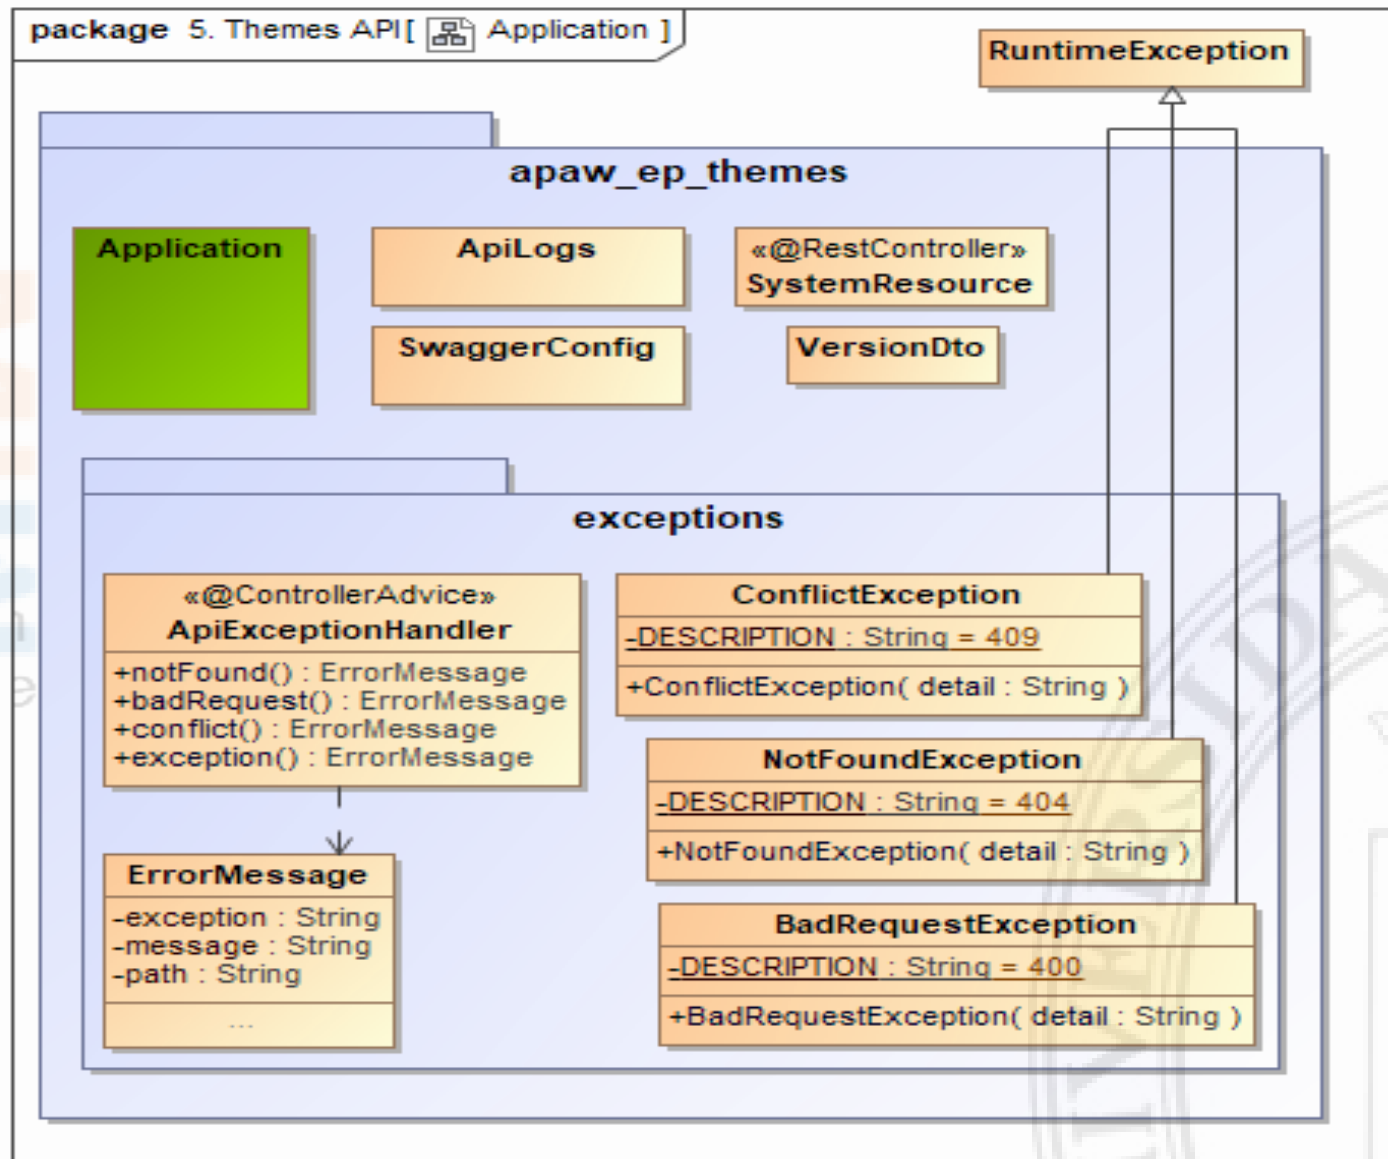 package 5. Themes API[ Application ]
RuntimeException
apaw_ep_themes
Application
ApiLogs
«@RestController»
SystemResource
SwaggerConfig
VersionDto
exceptions
«@ControllerAdvice»
ApiExceptionHandler
+notFound() : ErrorMessage
+badRequest() : ErrorMessage
+conflict() : ErrorMessage
+exception() : ErrorMessage
ConflictException
-DESCRIPTION : String = 409
+ConflictException( detail : String )
NotFoundException
-DESCRIPTION : String = 404
+NotFoundException( detail : String )
ErrorMessage
-exception : String
-message : String
-path : String
...
BadRequestException
-DESCRIPTION : String = 400
+BadRequestException( detail : String )